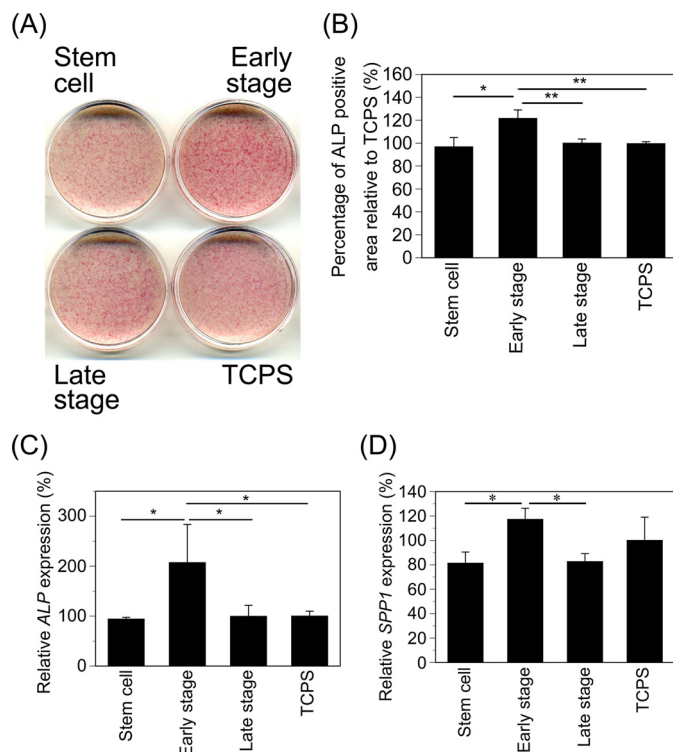 (A)
Stem
cell
Early
stage
Late
stage
TCPS
(B)
Percentage of ALP positive
area relative to TCPS (%)
160
140
120
100
80
60
40
20
0
*
**
**
Stem cell
Early stage
Late stage
TCPS
(C)
Relative ALP expression (%)
300
200
100
0
*
*
*
Stem cell
Early stage
Late stage
TCPS
(D)
Relative SPP1 expression (%)
140
120
100
80
60
40
20
0
*
*
Stem cell
Early stage
Late stage
TCPS